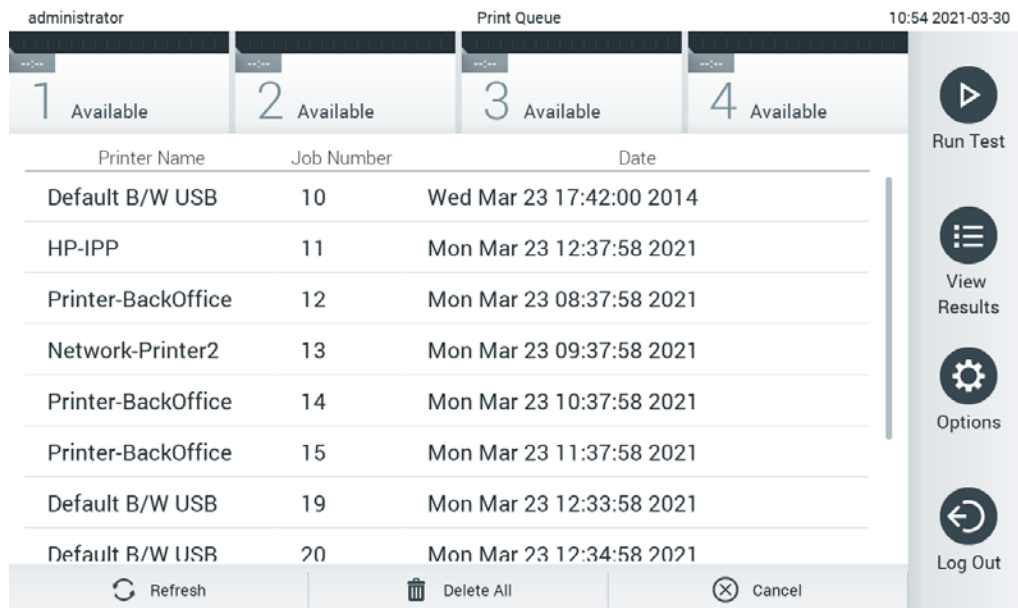 administrator Print Queue 10:54 2021-03-30
--:-- --:-- --:-- --:--
1 Available 2 Available 3 Available 4 Available
Run Test
Printer Name Job Number Date
Default B/W USB 10 Wed Mar 23 17:42:00 2014
HP-IPP 11 Mon Mar 23 12:37:58 2021
View
Results
Printer-BackOffice 12 Mon Mar 23 08:37:58 2021
Network-Printer2 13 Mon Mar 23 09:37:58 2021
Printer-BackOffice 14 Mon Mar 23 10:37:58 2021
Options
Printer-BackOffice 15 Mon Mar 23 11:37:58 2021
Default B/W USB 19 Mon Mar 23 12:33:58 2021
Default B/W USB 20 Mon Mar 23 12:34:58 2021
Log Out
Refresh Delete All Cancel